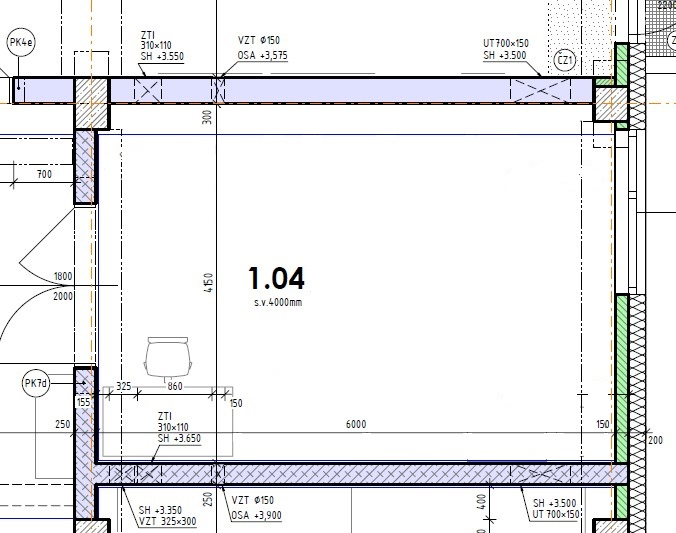 2200
PK4e
ZTI
310×110
SH +3.550
VZT Ø150
OSA +3,575
UT700×150
SH +3.500
CZ1
300
700
4150
1.04
s.v.4000mm
1800
2000
PK7d
325
860
155
150
250
6000
150
200
ZTI
310×110
SH +3.650
SH +3.350
VZT 325×300
250
VZT Ø150
OSA +3,900
400
SH +3.500
UT 700×150